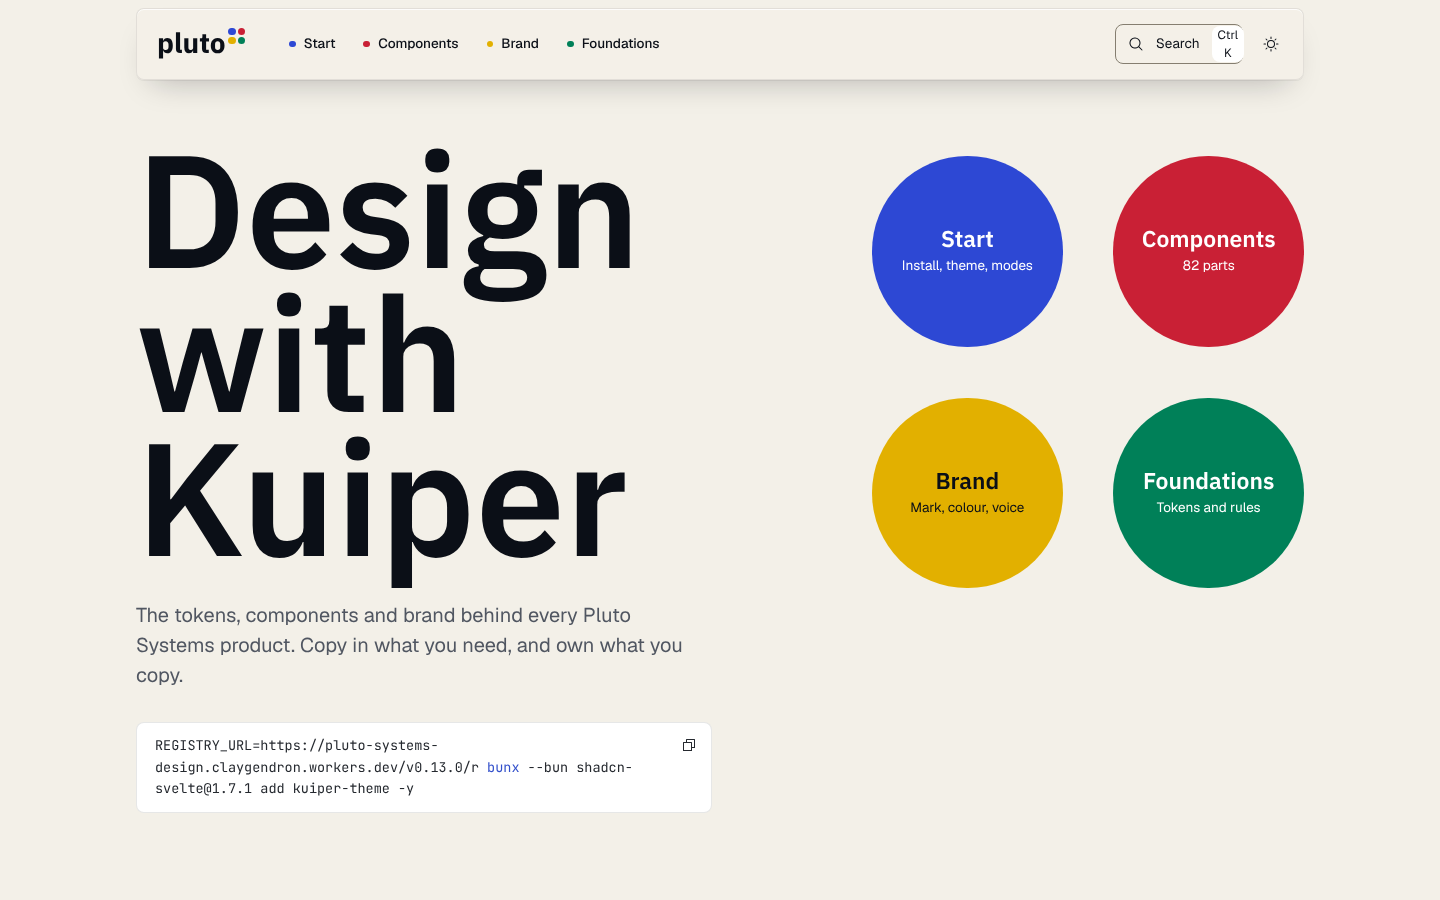 pluto
Start
Components
Brand
Foundations
Search
Ctrl
K
Design
with
Kuiper
The tokens, components and brand behind every Pluto
Systems product. Copy in what you need, and own what you
copy.
REGISTRY_URL=https://pluto-systems-
design.claygendron.workers.dev/v0.13.0/r bunx --bun shadcn-
svelte@1.7.1 add kuiper-theme -y
Start
Install, theme, modes
Components
82 parts
Brand
Mark, colour, voice
Foundations
Tokens and rules